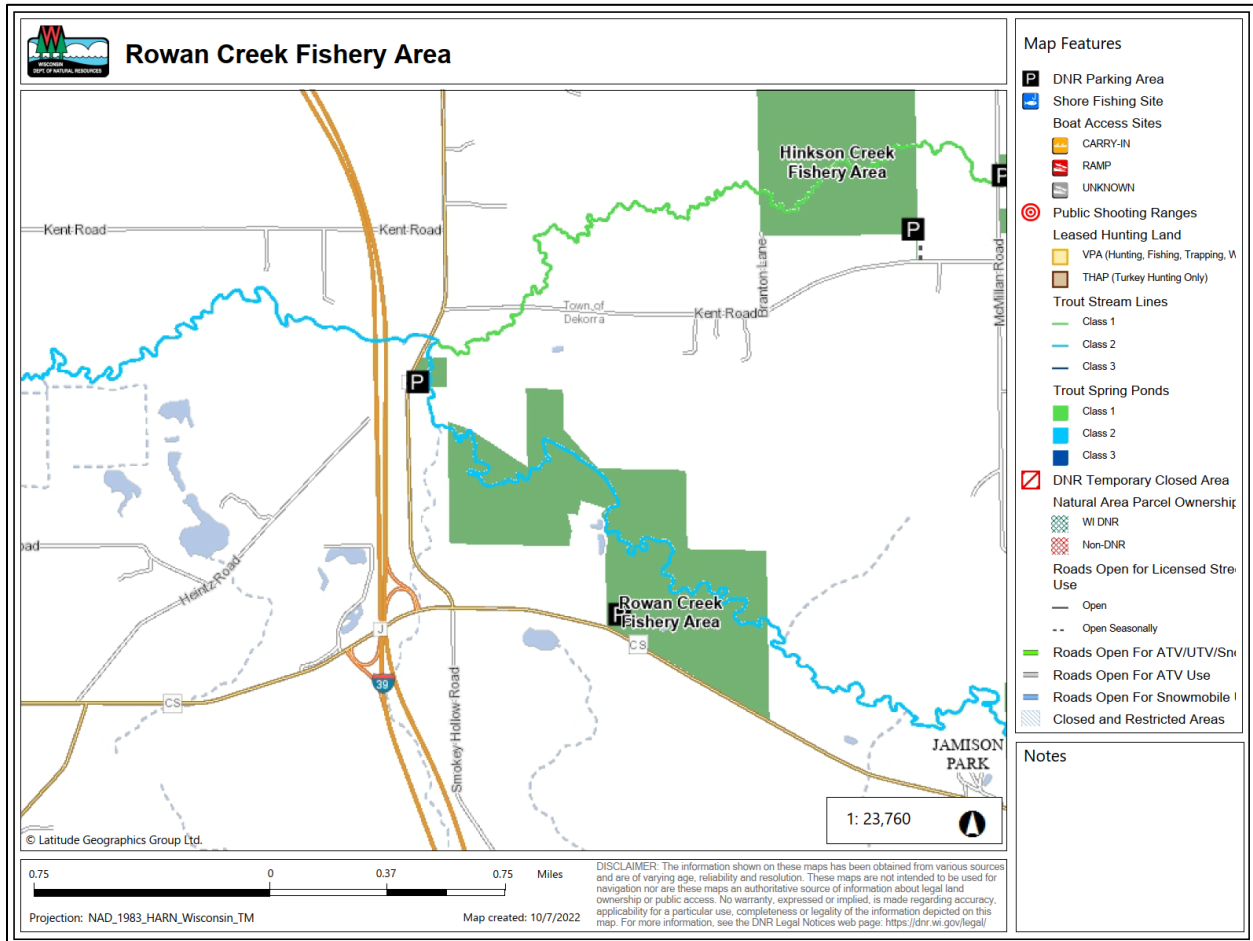 WISCONSIN
DEPT. OF NATURAL RESOURCES
Rowan Creek Fishery Area
Hinkson Creek
Fishery Area
P
Kent Road
Kent Road
P
Branton Lane
McMillan Road
Town of
Dekorra
Kent Road
P
oad
Heintz Road
P
Rowan Creek
Fishery Area
J
CS
39
CS
Smokey Hollow Road
JAMISON
PARK
1: 23,760
© Latitude Geographics Group Ltd.
Map Features
P DNR Parking Area
Shore Fishing Site
Boat Access Sites
CARRY-IN
RAMP
UNKNOWN
Public Shooting Ranges
Leased Hunting Land
VPA (Hunting, Fishing, Trapping, W
THAP (Turkey Hunting Only)
Trout Stream Lines
Class 1
Class 2
Class 3
Trout Spring Ponds
Class 1
Class 2
Class 3
DNR Temporary Closed Area
Natural Area Parcel Ownership
WI DNR
Non-DNR
Roads Open for Licensed Stre
Use
Open
Open Seasonally
Roads Open For ATV/UTV/Sn
Roads Open For ATV Use
Roads Open For Snowmobile
Closed and Restricted Areas
Notes
0.75 0 0.37 0.75 Miles
Projection: NAD_1983_HARN_Wisconsin_TM
Map created: 10/7/2022
DISCLAIMER: The information shown on these maps has been obtained from various sources
and are of varying age, reliability and resolution. These maps are not intended to be used for
navigation nor are these maps an authoritative source of information about legal land
ownership or public access. No warranty, expressed or implied, is made regarding accuracy,
applicability for a particular use, completeness or legality of the information depicted on this
map. For more information, see the DNR Legal Notices web page: https://dnr.wi.gov/legal/